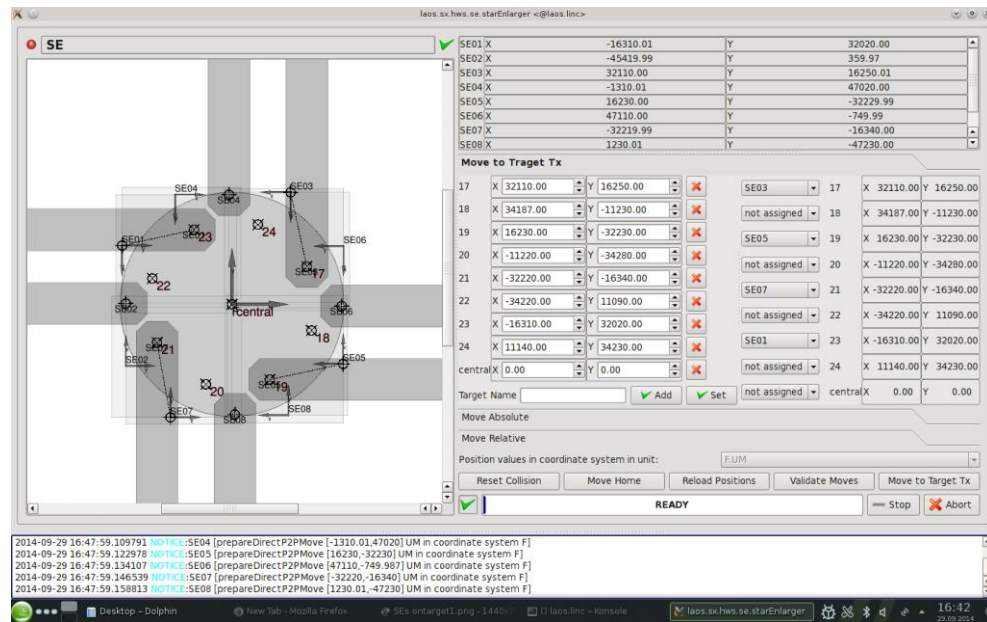 laos.sx.hws.se.starEnlarger <@laos.linc>
SE
SE01 X -16310.01 Y 32020.00
SE02 X -45419.99 Y 359.97
SE03 X 32110.00 Y 16250.01
SE04 X -1310.01 Y 47020.00
SE05 X 16230.00 Y -32229.99
SE06 X 47110.00 Y -749.99
SE07 X -32219.99 Y -16340.00
SE08 X 1230.01 Y -47230.00
Move to Traget Tx
17 X 32110.00 Y 16250.00 SE03 17 X 32110.00 Y 16250.00
18 X 34187.00 Y -11230.00 not assigned 18 X 34187.00 Y -11230.00
19 X 16230.00 Y -32230.00 SE05 19 X 16230.00 Y -32230.00
20 X -11220.00 Y -34280.00 not assigned 20 X -11220.00 Y -34280.00
21 X -32220.00 Y -16340.00 SE07 21 X -32220.00 Y -16340.00
22 X -34220.00 Y 11090.00 not assigned 22 X -34220.00 Y 11090.00
23 X -16310.00 Y 32020.00 SE01 23 X -16310.00 Y 32020.00
24 X 11140.00 Y 34230.00 not assigned 24 X 11140.00 Y 34230.00
central X 0.00 Y 0.00 not assigned central X 0.00 Y 0.00
Target Name Add Set
Move Absolute
Move Relative
Position values in coordinate system in unit: F.UM
Reset Collision Move Home Reload Positions Validate Moves Move to Target Tx
READY Stop Abort
SE04 SE03
SE04
SE01 23 24
SE06
17
22
SE02 central SE06
18
21
SE02 SE05
20 19
SE07 SE08
SE08
2014-09-29 16:47:59.109791 NOTICE:SE04 [prepareDirectP2PMove [-1310.01,47020] UM in coordinate system F]
2014-09-29 16:47:59.122978 NOTICE:SE05 [prepareDirectP2PMove [16230,-32230] UM in coordinate system F]
2014-09-29 16:47:59.134107 NOTICE:SE06 [prepareDirectP2PMove [47110,-749.987] UM in coordinate system F]
2014-09-29 16:47:59.146539 NOTICE:SE07 [prepareDirectP2PMove [-32220,-16340] UM in coordinate system F]
2014-09-29 16:47:59.158819 NOTICE:SE08 [prepareDirectP2PMove [1230.01,-47230] UM in coordinate system F]
Desktop – Dolphin New Tab - Mozilla Firefox SEs ontarget1.png - 1440x () laos.linc – Konsole laos.sx.hws.se.starEnlarger 16:42
29.09.2014